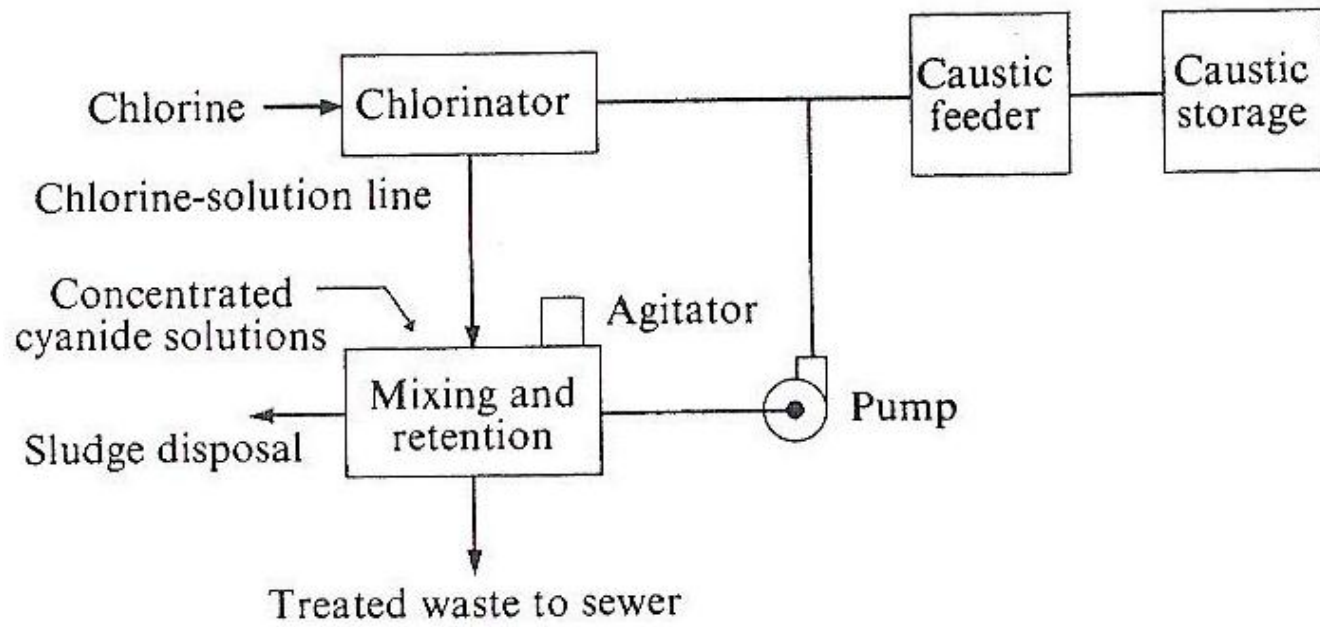 Chlorine
Chlorinator
Caustic
feeder
Caustic
storage
Chlorine-solution line
Concentrated
cyanide solutions
Agitator
Mixing and
retention
Pump
Sludge disposal
Treated waste to sewer